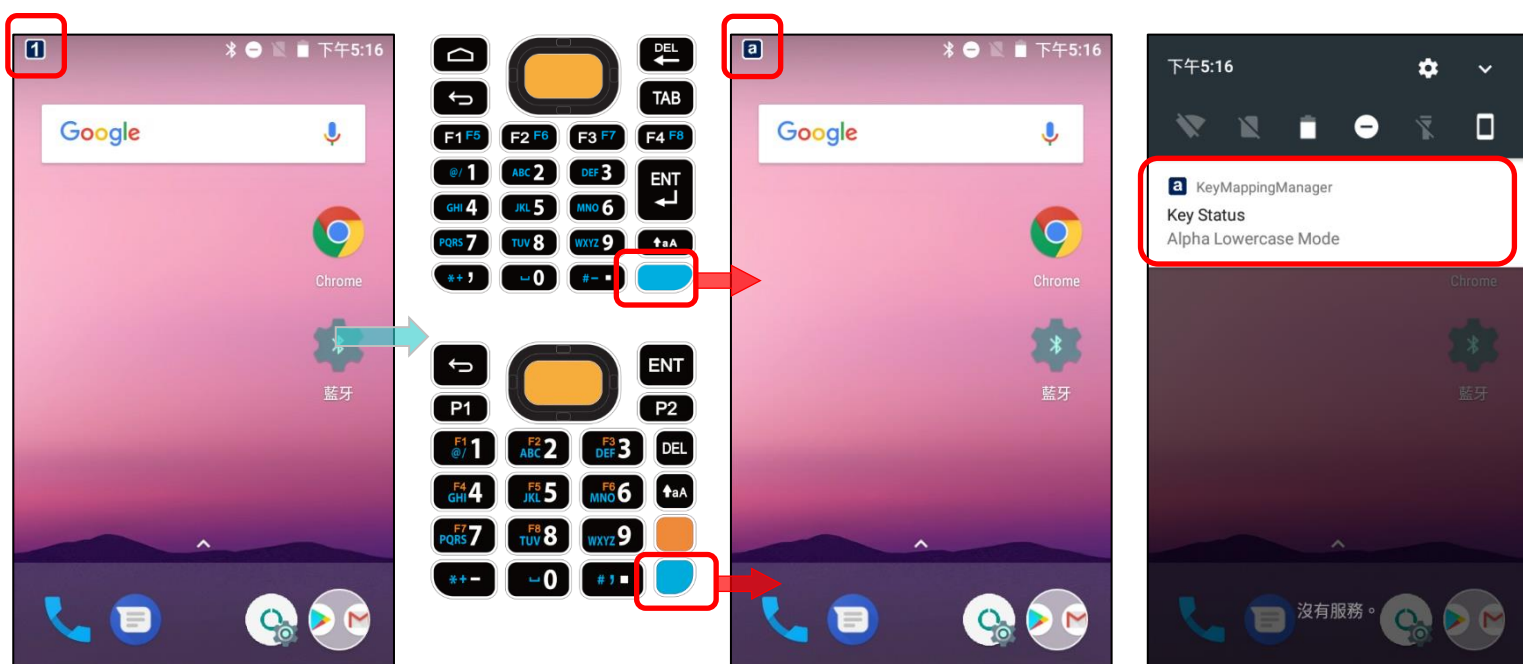 1
下午5:16
Google
Chrome
藍牙
DEL
TAB
F1 F5
F2 F6
F3 F7
F4 F8
@/ 1
ABC 2
DEF 3
ENT
GHI 4
JKL 5
MNO 6
PQRS 7
TUV 8
WXYZ 9
aA
*+ ,
0
#- .
ENT
P1
P2
F1
@/ 1
F2
ABC 2
F3
DEF 3
DEL
F4
GHI 4
F5
JKL 5
F6
MNO 6
aA
F7
PQRS 7
F8
TUV 8
WXYZ 9
*+ -
0
# , .
a
下午5:16
Google
Chrome
藍牙
下午5:16
a KeyMappingManager
Key Status
Alpha Lowercase Mode
Chrome
藍牙
沒有服務。